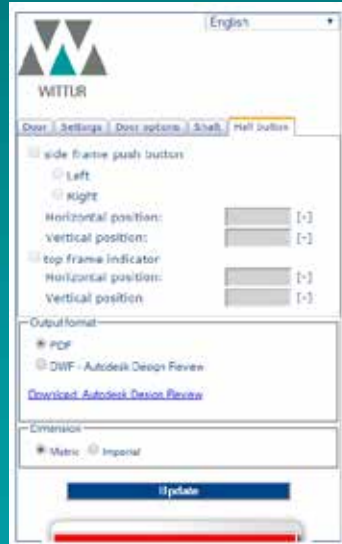 English
WITTUR
Door Settings Door options Shaft Hall button
side frame push button
Left
Right
Horizontal position: [-]
Vertical position: [-]
top frame indicator
Horizontal position: [-]
Vertical position [-]
Output format
PDF
DWF - Autodesk Design Review
Download Autodesk Design Review
Dimension
Metric Imperial
Update